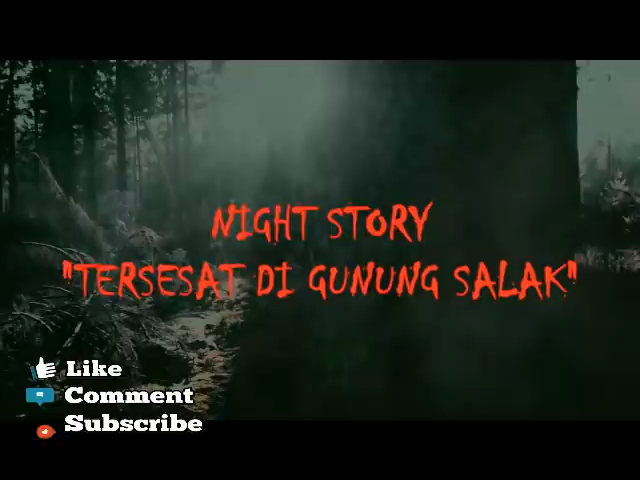 NIGHT STORY
"TERSESAT DI GUNUNG SALAK"
Like
Comment
Subscribe